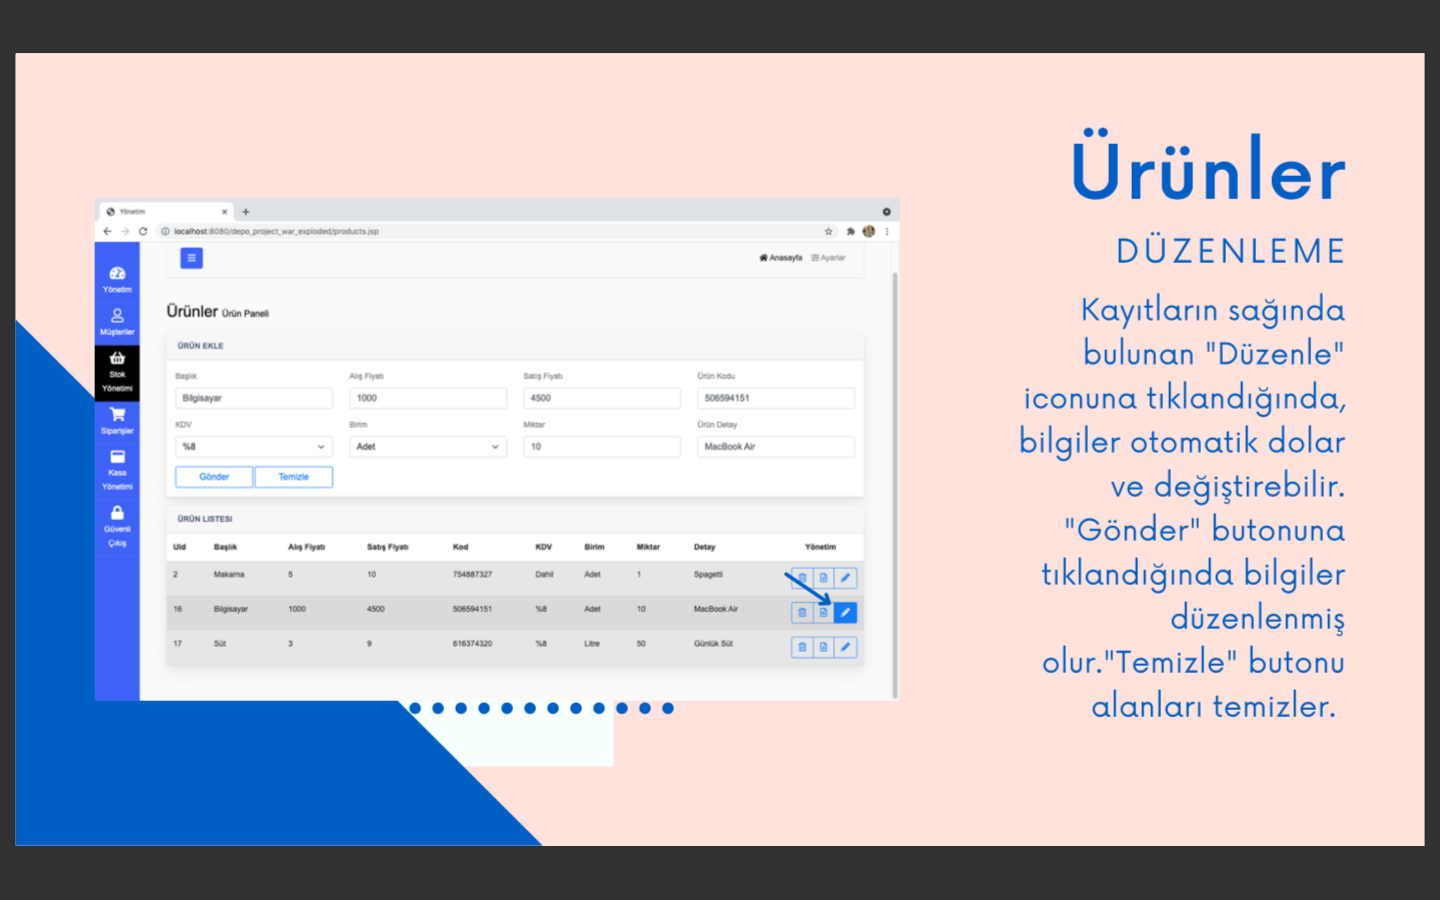 Yönetim
localhost:8080/depo_project_war_exploded/products.jsp
Anasayfa Ayarlar
Yönetim
Müşteriler
Stok
Yönetimi
Siparişler
Kasa
Yönetimi
Güvenli
Çıkış
Ürünler Ürün Paneli
ÜRÜN EKLE
Başlık Alış Fiyatı Satış Fiyatı Ürün Kodu
Bilgisayar 1000 4500 506594151
KDV Birim Miktar Ürün Detay
%8 Adet 10 MacBook Air
Gönder Temizle
ÜRÜN LISTESI
Uid Başlık Alış Fiyatı Satış Fiyatı Kod KDV Birim Miktar Detay Yönetim
2 Makarna 5 10 754887327 Dahil Adet 1 Spagetti
16 Bilgisayar 1000 4500 506594151 %8 Adet 10 MacBook Air
17 Süt 3 9 616374320 %8 Litre 50 Günlük Süt
Ürünler
DÜZENLEME
Kayıtların sağında
bulunan "Düzenle"
iconuna tıklandığında,
bilgiler otomatik dolar
ve değiştirebilir.
"Gönder" butonuna
tıklandığında bilgiler
düzenlenmiş
olur."Temizle" butonu
alanları temizler.